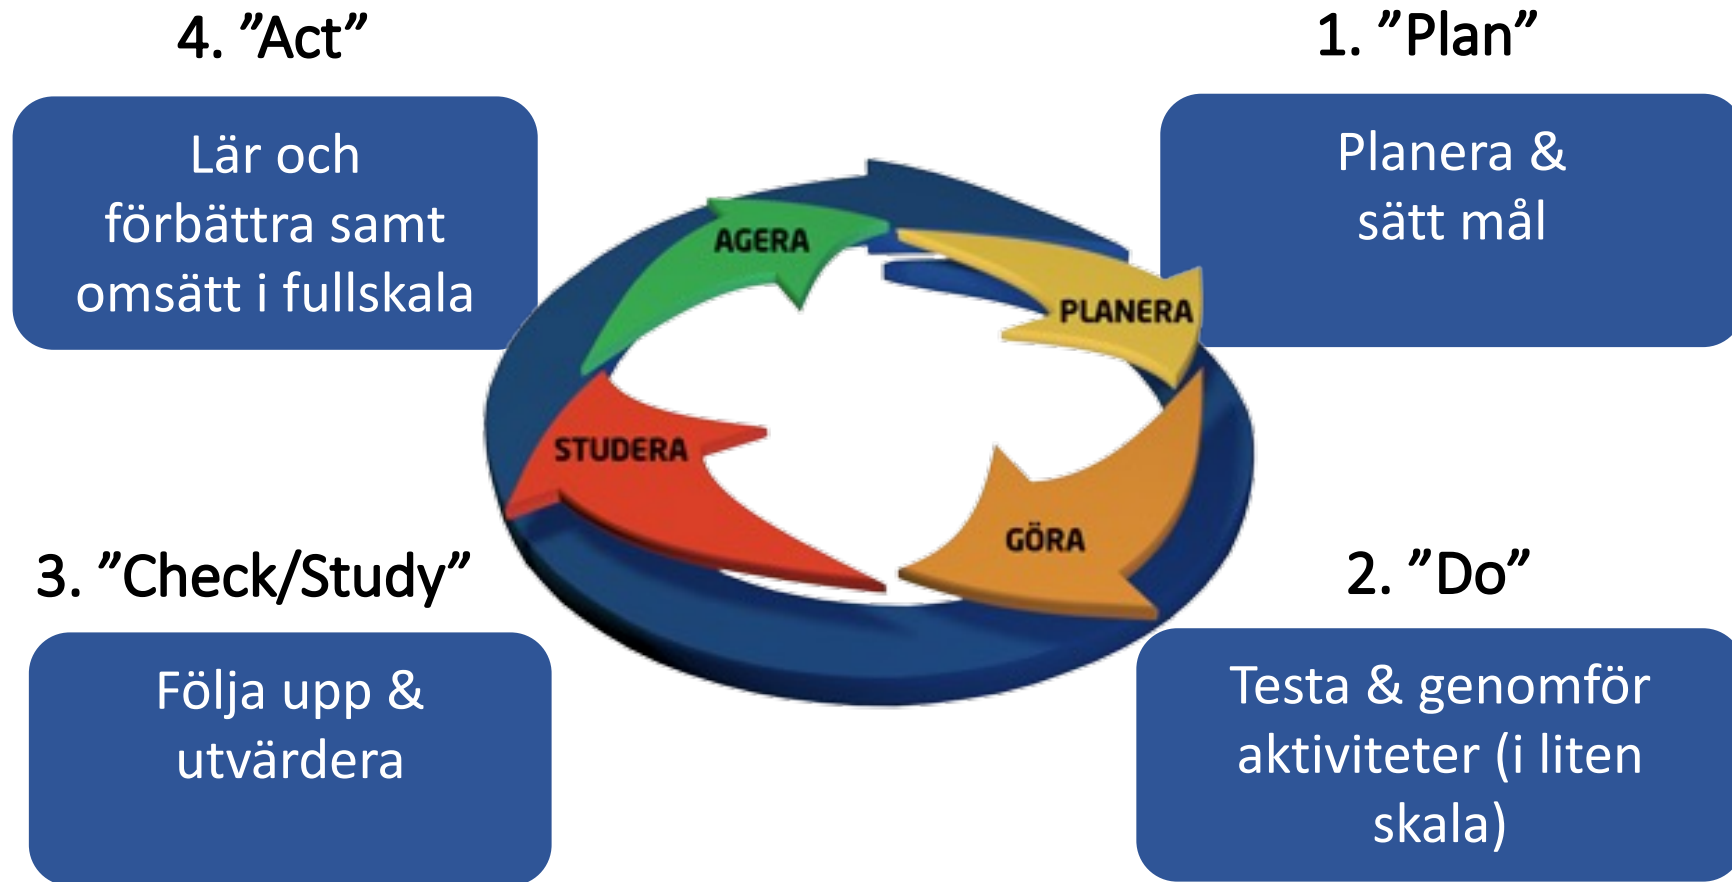 4. ”Act”
1. ”Plan”
Lär och
förbättra samt
omsätt i fullskala
Planera &
sätt mål
AGERA
PLANERA
STUDERA
GÖRA
3. ”Check/Study”
2. ”Do”
Följa upp &
utvärdera
Testa & genomför
aktiviteter (i liten
skala)